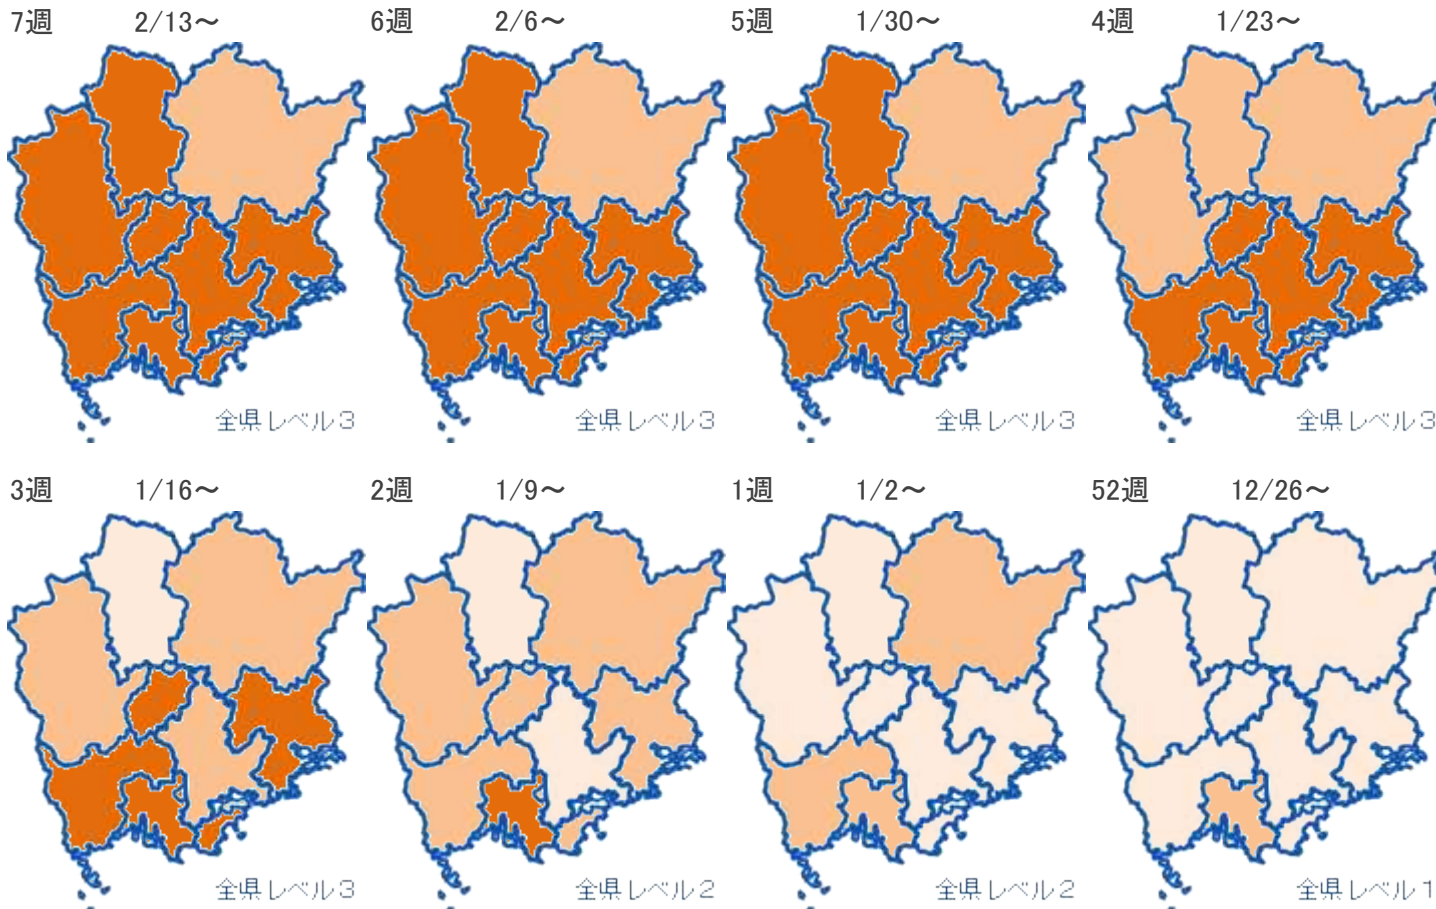 7週 2/13～
6週 2/6～
5週 1/30～
4週 1/23～
全県レベル3
全県レベル3
全県レベル3
全県レベル3
3週 1/16～
2週 1/9～
1週 1/2～
52週 12/26～
全県レベル3
全県レベル2
全県レベル2
全県レベル1